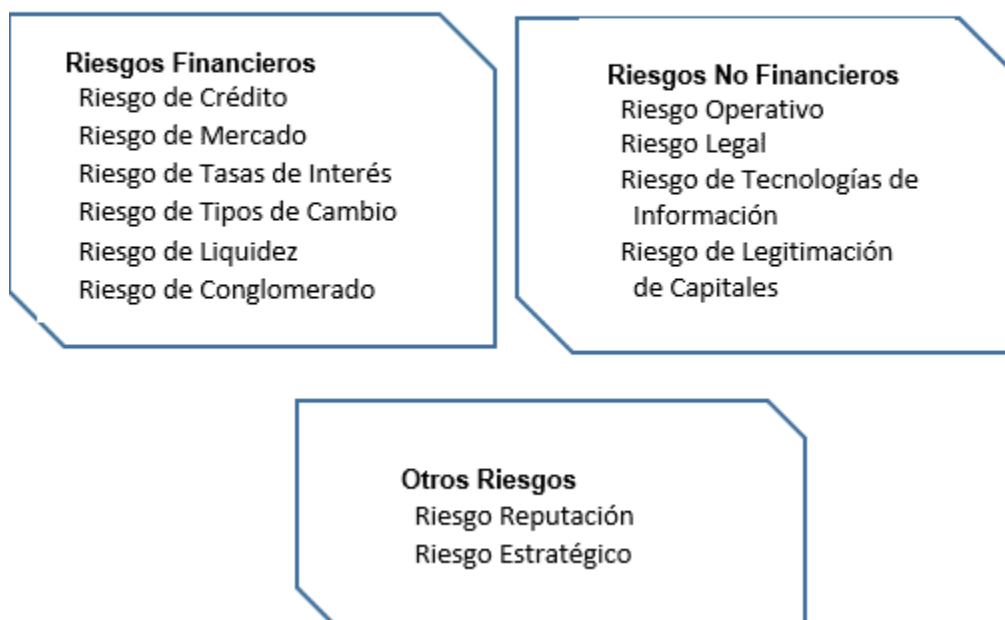 Riesgos Financieros
Riesgo de Crédito
Riesgo de Mercado
Riesgo de Tasas de Interés
Riesgo de Tipos de Cambio
Riesgo de Liquidez
Riesgo de Conglomerado
Riesgos No Financieros
Riesgo Operativo
Riesgo Legal
Riesgo de Tecnologías de
Información
Riesgo de Legitimación
de Capitales
Otros Riesgos
Riesgo Reputación
Riesgo Estratégico